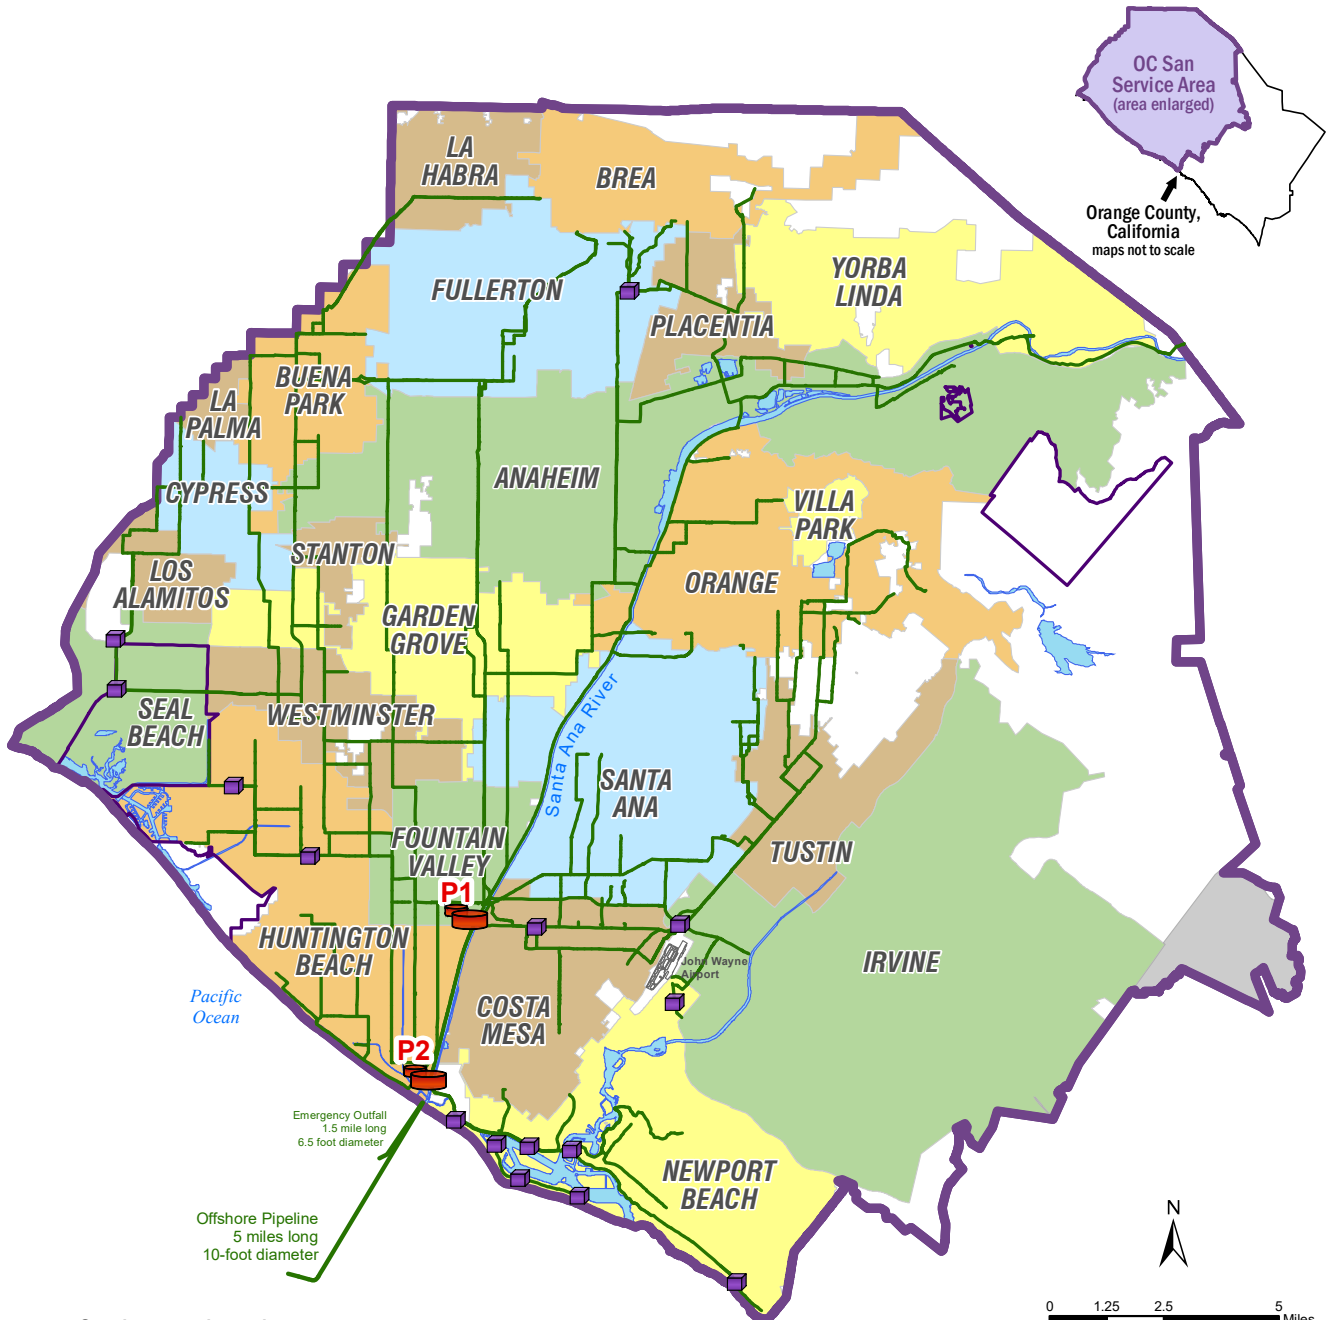 OC San
Service Area
(area enlarged)
Orange County,
California
maps not to scale
LA
HABRA
BREA
FULLERTON
YORBA
LINDA
PLACENTIA
BUENA
PARK
LA
PALMA
CYPRESS
ANAHEIM
VILLA
PARK
STANTON
LOS
ALAMITOS
ORANGE
GARDEN
GROVE
SEAL
BEACH
WESTMINSTER
Santa Ana River
SANTA
ANA
FOUNTAIN
VALLEY
TUSTIN
P1
HUNTINGTON
BEACH
John Wayne
Airport
IRVINE
Pacific
Ocean
COSTA
MESA
P2
Emergency Outfall
1.5 mile long
6.5 foot diameter
NEWPORT
BEACH
Offshore Pipeline
5 miles long
10-foot diameter
N
0 1.25 2.5 5
Miles